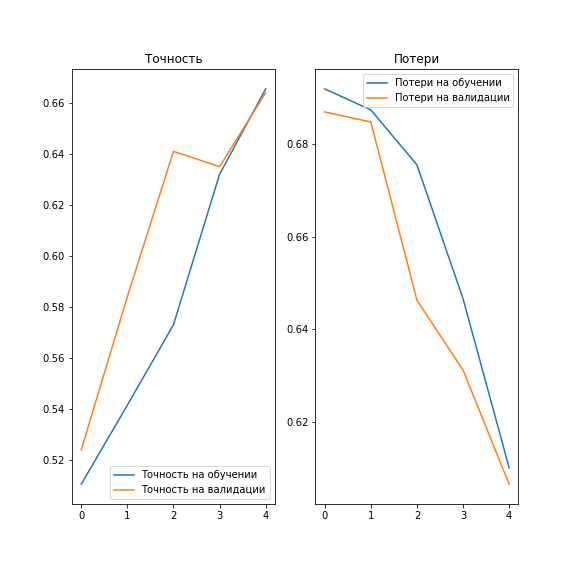 Точность
0.66
0.64
0.62
0.60
0.58
0.56
0.54
0.52
Точность на обучении
Точность на валидации
0 1 2 3 4
Потери
Потери на обучении
Потери на валидации
0.68
0.66
0.64
0.62
0 1 2 3 4